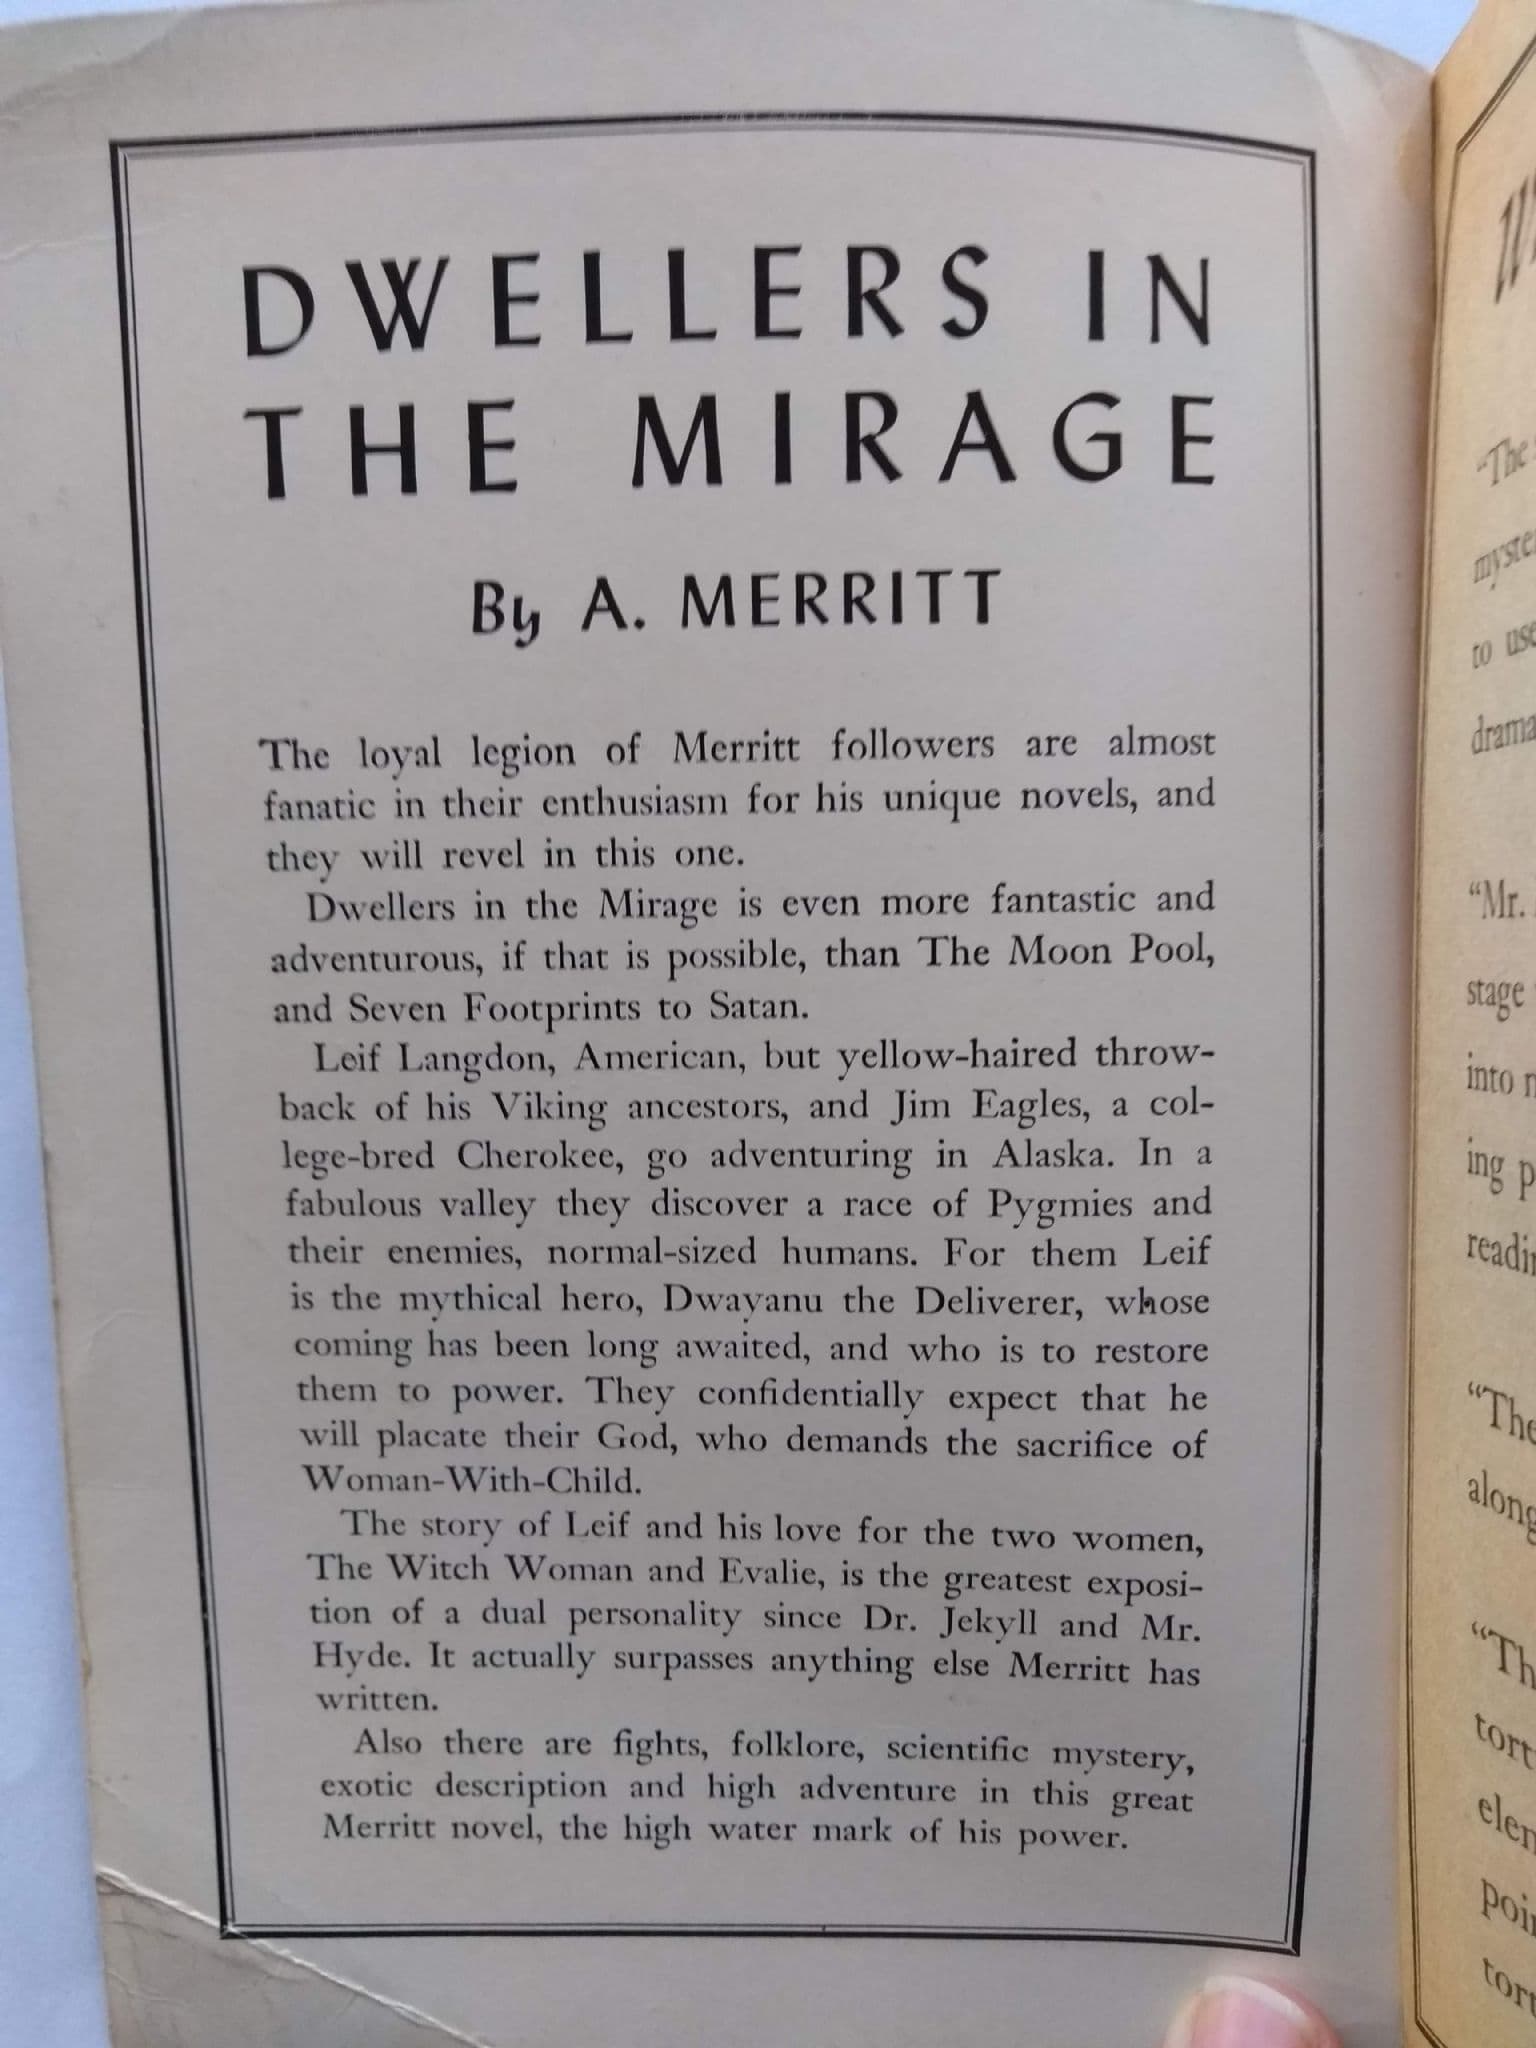 DWELLERS IN
THE MIRAGE
By A. MERRITT
The loyal legion of Merritt followers are almost
fanatic in their enthusiasm for his unique novels, and
they will revel in this one.
Dwellers in the Mirage is even more fantastic and
adventurous, if that is possible, than The Moon Pool,
and Seven Footprints to Satan.
Leif Langdon, American, but yellow-haired throw-
back of his Viking ancestors, and Jim Eagles, a col-
lege-bred Cherokee, go adventuring in Alaska. In a
fabulous valley they discover a race of Pygmies and
their enemies, normal-sized humans. For them Leif
is the mythical hero, Dwayanu the Deliverer, whose
coming has been long awaited, and who is to restore
them to power. They confidentially expect that he
will placate their God, who demands the sacrifice of
Woman-With-Child.
The story of Leif and his love for the two women,
The Witch Woman and Evalie, is the greatest exposi-
tion of a dual personality since Dr. Jekyll and Mr.
Hyde. It actually surpasses anything else Merritt has
written.
Also there are fights, folklore, scientific mystery,
exotic description and high adventure in this great
Merritt novel, the high water mark of his power.
"The
to
"Mr.
stage
into
ing
"The
along